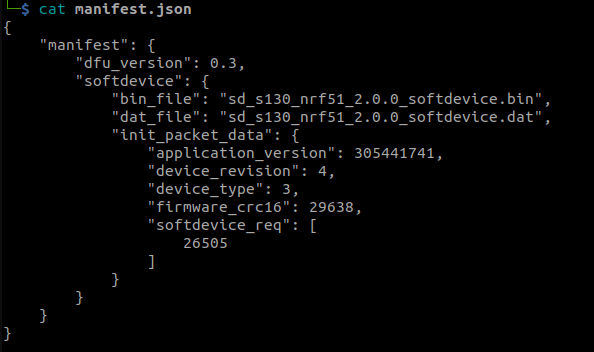 └─$ cat manifest.json
{
    "manifest": {
        "dfu_version": 0.3,
        "softdevice": {
            "bin_file": "sd_s130_nrf51_2.0.0_softdevice.bin",
            "dat_file": "sd_s130_nrf51_2.0.0_softdevice.dat",
            "init_packet_data": {
                "application_version": 305441741,
                "device_revision": 4,
                "device_type": 3,
                "firmware_crc16": 29638,
                "softdevice_req": [
                    26505
                ]
            }
        }
    }
}